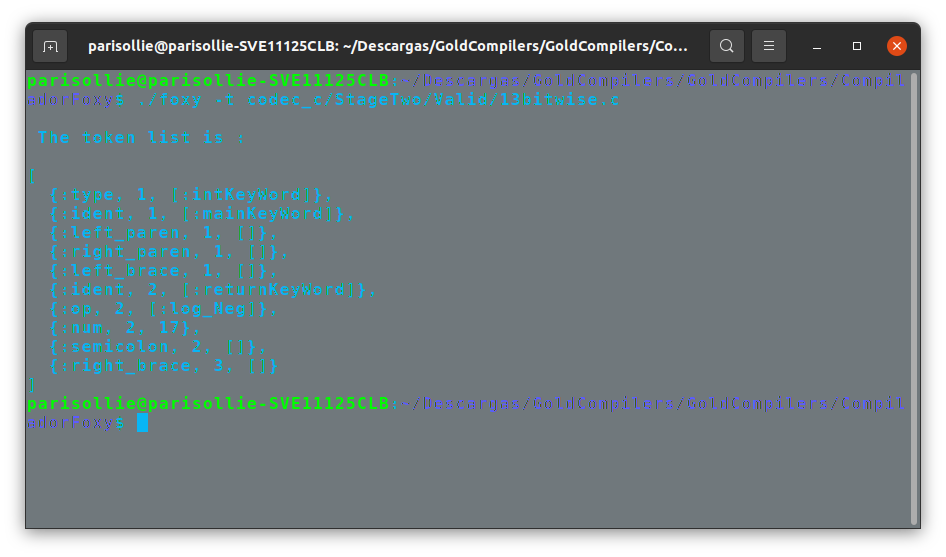 parisollie@parisollie-SVE11125CLB: ~/Descargas/GoldCompilers/GoldCompilers/Co...
parisollie@parisollie-SVE11125CLB:~/Descargas/GoldCompilers/GoldCompilers/Compil
adorFoxy$ ./foxy -t codec_c/StageTwo/Valid/13bitwise.c
The token list is :
[
{:type, 1, [:intKeyWord]},
{:ident, 1, [:mainKeyWord]},
{:left_paren, 1, []},
{:right_paren, 1, []},
{:left_brace, 1, []},
{:ident, 2, [:returnKeyWord]},
{:op, 2, [:log_Neg]},
{:num, 2, 17},
{:semicolon, 2, []},
{:right_brace, 3, []}
]
parisollie@parisollie-SVE11125CLB:~/Descargas/GoldCompilers/GoldCompilers/Compil
adorFoxy$